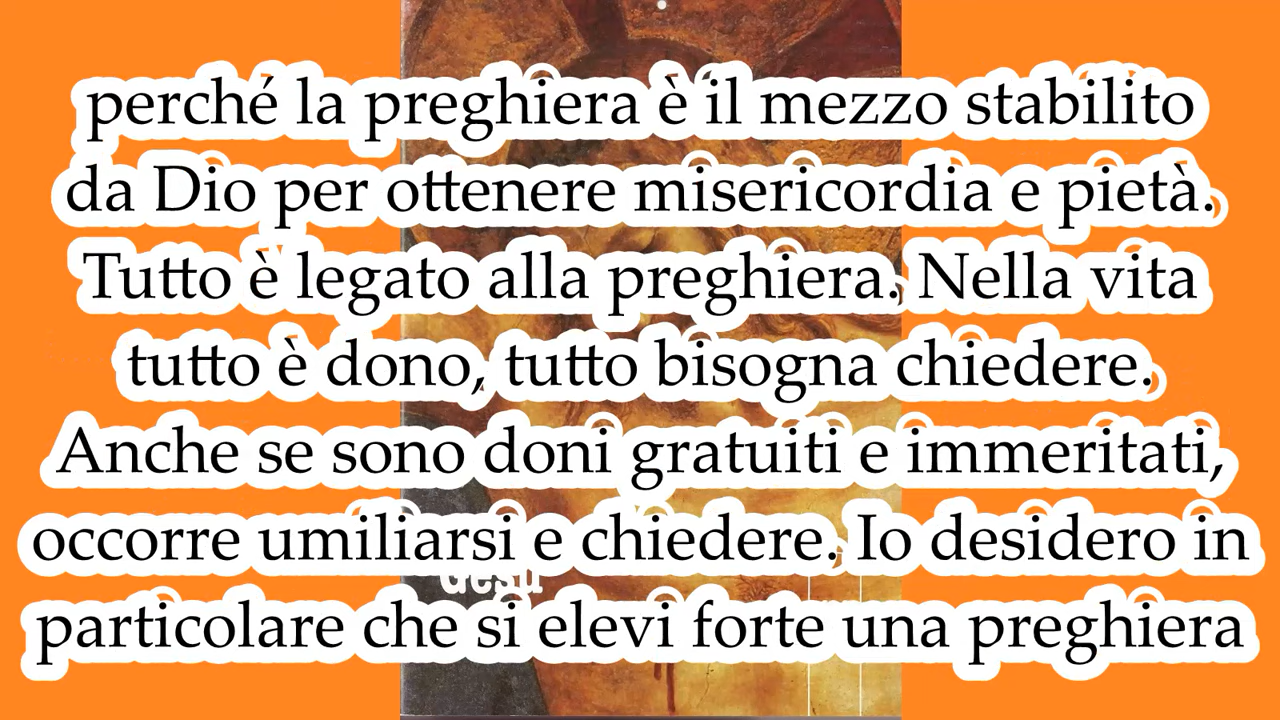 perché la preghiera è il mezzo stabilito
da Dio per ottenere misericordia e pietà.
Tutto è legato alla preghiera. Nella vita
tutto è dono, tutto bisogna chiedere.
Anche se sono doni gratuiti e immeritati,
occorre umiliarsi e chiedere. Io desidero in
Gesù
particolare che si elevi forte una preghiera